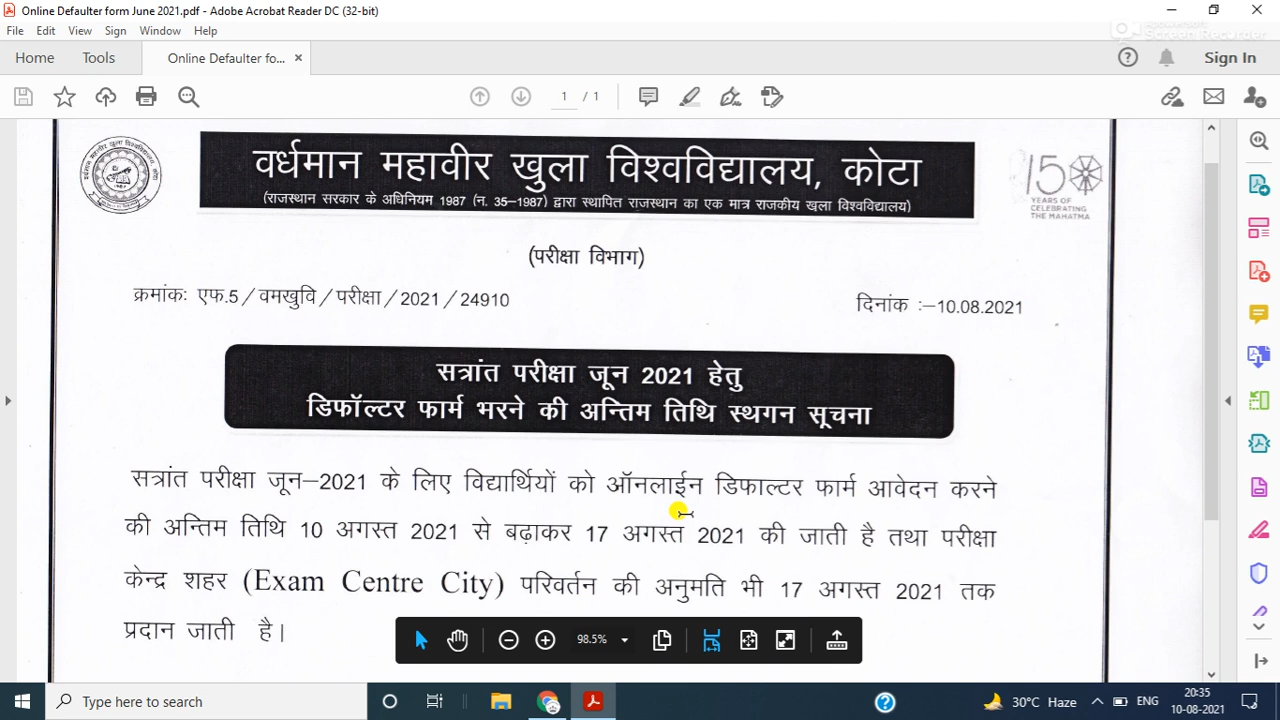 Online Defaulter form June 2021.pdf - Adobe Acrobat Reader DC (32-bit)
Screen Recorder
File Edit View Sign Window Help
Home Tools Online Defaulter fo... ×
Sign In
1 / 1
वर्धमान महावीर खुला विश्वविद्यालय, कोटा
(राजस्थान सरकार के अधिनियम 1987 (न. 35–1987) द्वारा स्थापित राजस्थान का एक मात्र राजकीय खुला विश्वविद्यालय)
150
YEARS OF
CELEBRATING
THE MAHATMA
(परीक्षा विभाग)
क्रमांकः एफ.5/वमखुवि/परीक्षा/2021/24910
दिनांक :–10.08.2021
सत्रांत परीक्षा जून 2021 हेतु
डिफॉल्टर फार्म भरने की अन्तिम तिथि स्थगन सूचना
सत्रांत परीक्षा जून–2021 के लिए विद्यार्थियों को ऑनलाईन डिफाल्टर फार्म आवेदन करने
की अन्तिम तिथि 10 अगस्त 2021 से बढ़ाकर 17 अगस्त 2021 की जाती है तथा परीक्षा
केन्द्र शहर (Exam Centre City) परिवर्तन की अनुमति भी 17 अगस्त 2021 तक
प्रदान जाती है।
98.5%
Type here to search
30°C Haze
ENG
20:35
10-08-2021